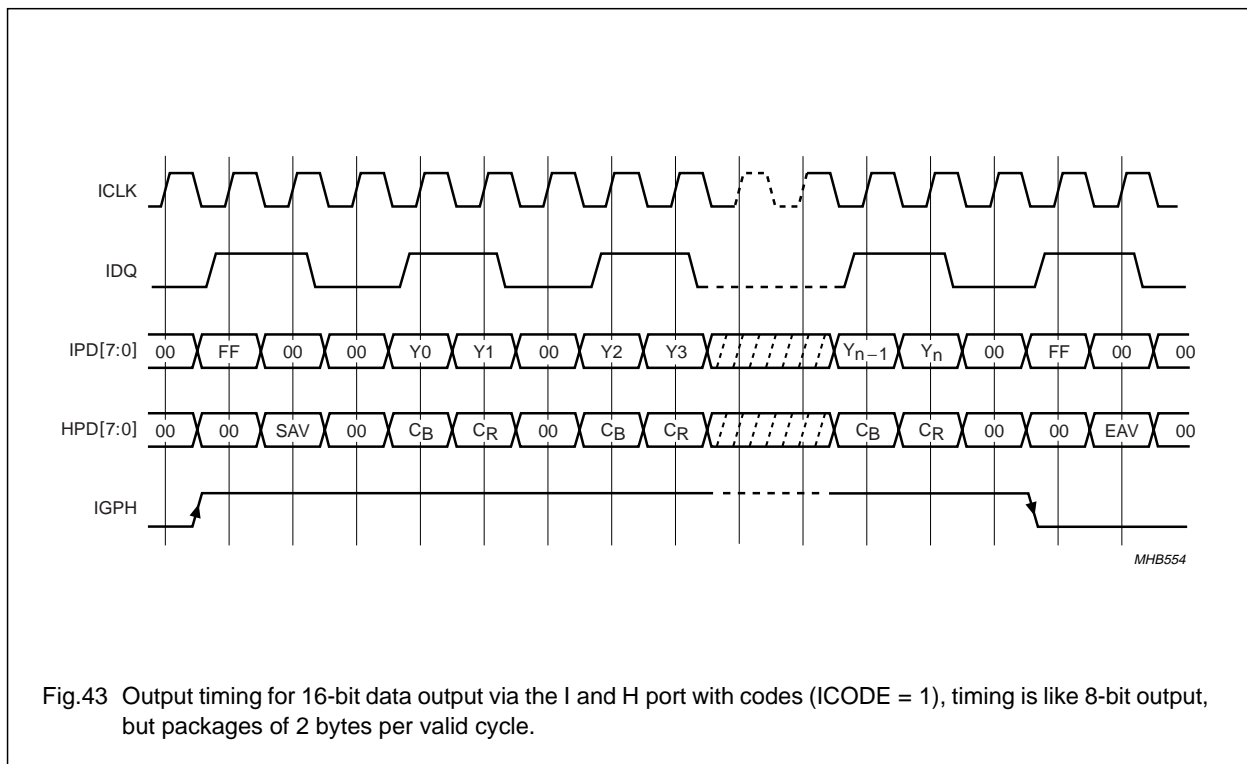 ICLK
IDQ
IPD[7:0] 00 FF 00 00 Y0 Y1 00 Y2 Y3 Yn−1 Yn 00 FF 00 00
HPD[7:0] 00 00 SAV 00 CB CR 00 CB CR CB CR 00 00 EAV 00
IGPH
MHB554
Fig.43 Output timing for 16-bit data output via the I and H port with codes (ICODE = 1), timing is like 8-bit output,
but packages of 2 bytes per valid cycle.